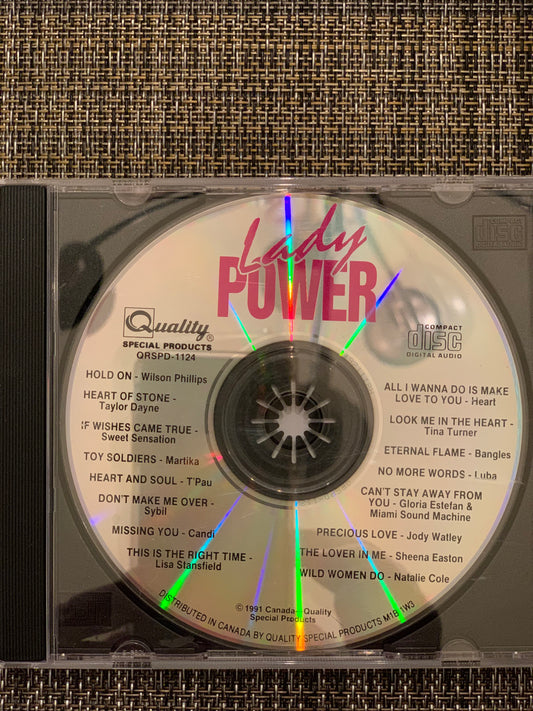 Lady
POWER
Quality®
SPECIAL PRODUCTS
QRSPD-1124
COMPACT
disc
DIGITAL AUDIO
disc
HOLD ON - Wilson Phillips
HEART OF STONE -
Taylor Dayne
IF WISHES CAME TRUE -
Sweet Sensation
TOY SOLDIERS - Martika
HEART AND SOUL - T'Pau
DON'T MAKE ME OVER -
Sybil
MISSING YOU - Candi
THIS IS THE RIGHT TIME -
Lisa Stansfield
ALL I WANNA DO IS MAKE
LOVE TO YOU - Heart
LOOK ME IN THE HEART -
Tina Turner
ETERNAL FLAME - Bangles
NO MORE WORDS - Luba
CAN'T STAY AWAY FROM
YOU - Gloria Estefan &
Miami Sound Machine
PRECIOUS LOVE - Jody Watley
THE LOVER IN ME - Sheena Easton
WILD WOMEN DO - Natalie Cole
© 1991 Canada - Quality
Special Products
DISTRIBUTED IN CANADA BY QUALITY SPECIAL PRODUCTS M1B 1W3